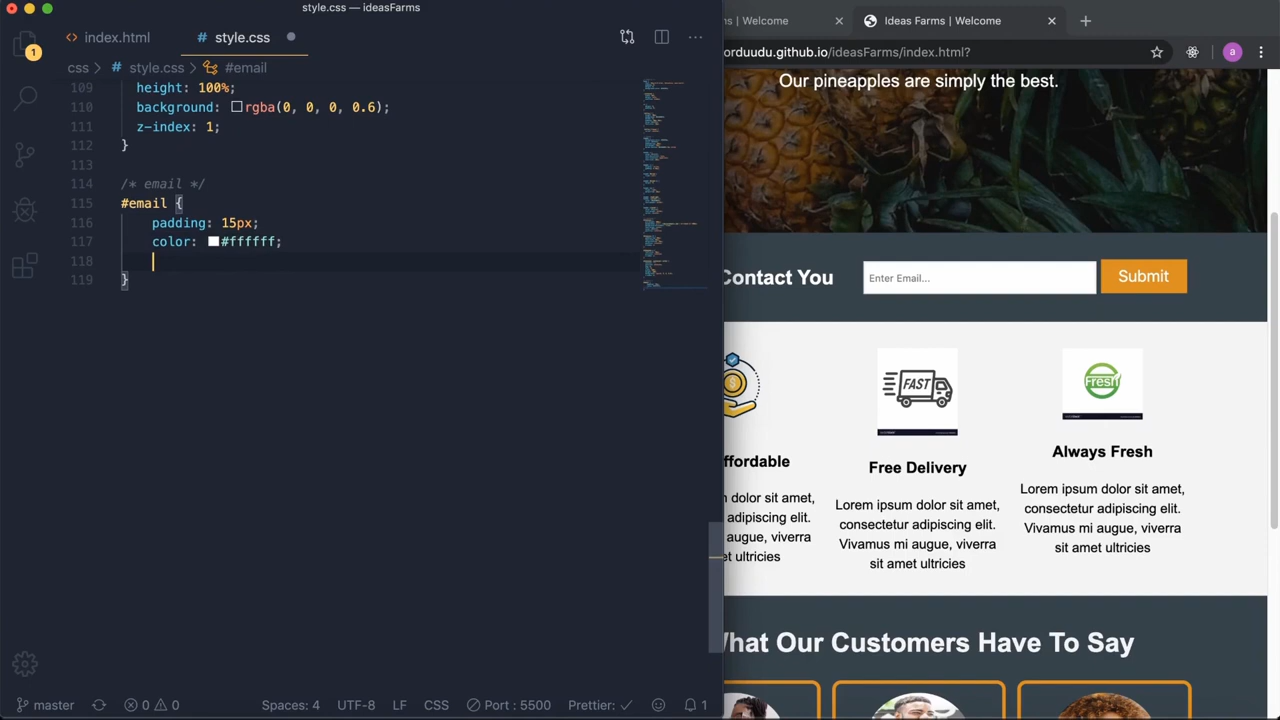 style.css — ideasFarms
index.html
# style.css
css > # style.css > #email
1
109 height: 100%;
110 background: rgba(0, 0, 0, 0.6);
111 z-index: 1;
112 }
113
114 /* email */
115 #email {
116 padding: 15px;
117 color: #ffffff;
118
119 }
master
0 0
Spaces: 4
UTF-8
LF
CSS
Port : 5500
Prettier:
1
s | Welcome
Ideas Farms | Welcome
orduudu.github.io/ideasFarms/index.html?
a
Our pineapples are simply the best.
Contact You
Enter Email...
Submit
FAST
Fresh
ffordable
Free Delivery
Always Fresh
dolor sit amet,
adipiscing elit.
augue, viverra
et ultricies
Lorem ipsum dolor sit amet,
consectetur adipiscing elit.
Vivamus mi augue, viverra
sit amet ultricies
Lorem ipsum dolor sit amet,
consectetur adipiscing elit.
Vivamus mi augue, viverra
sit amet ultricies
What Our Customers Have To Say